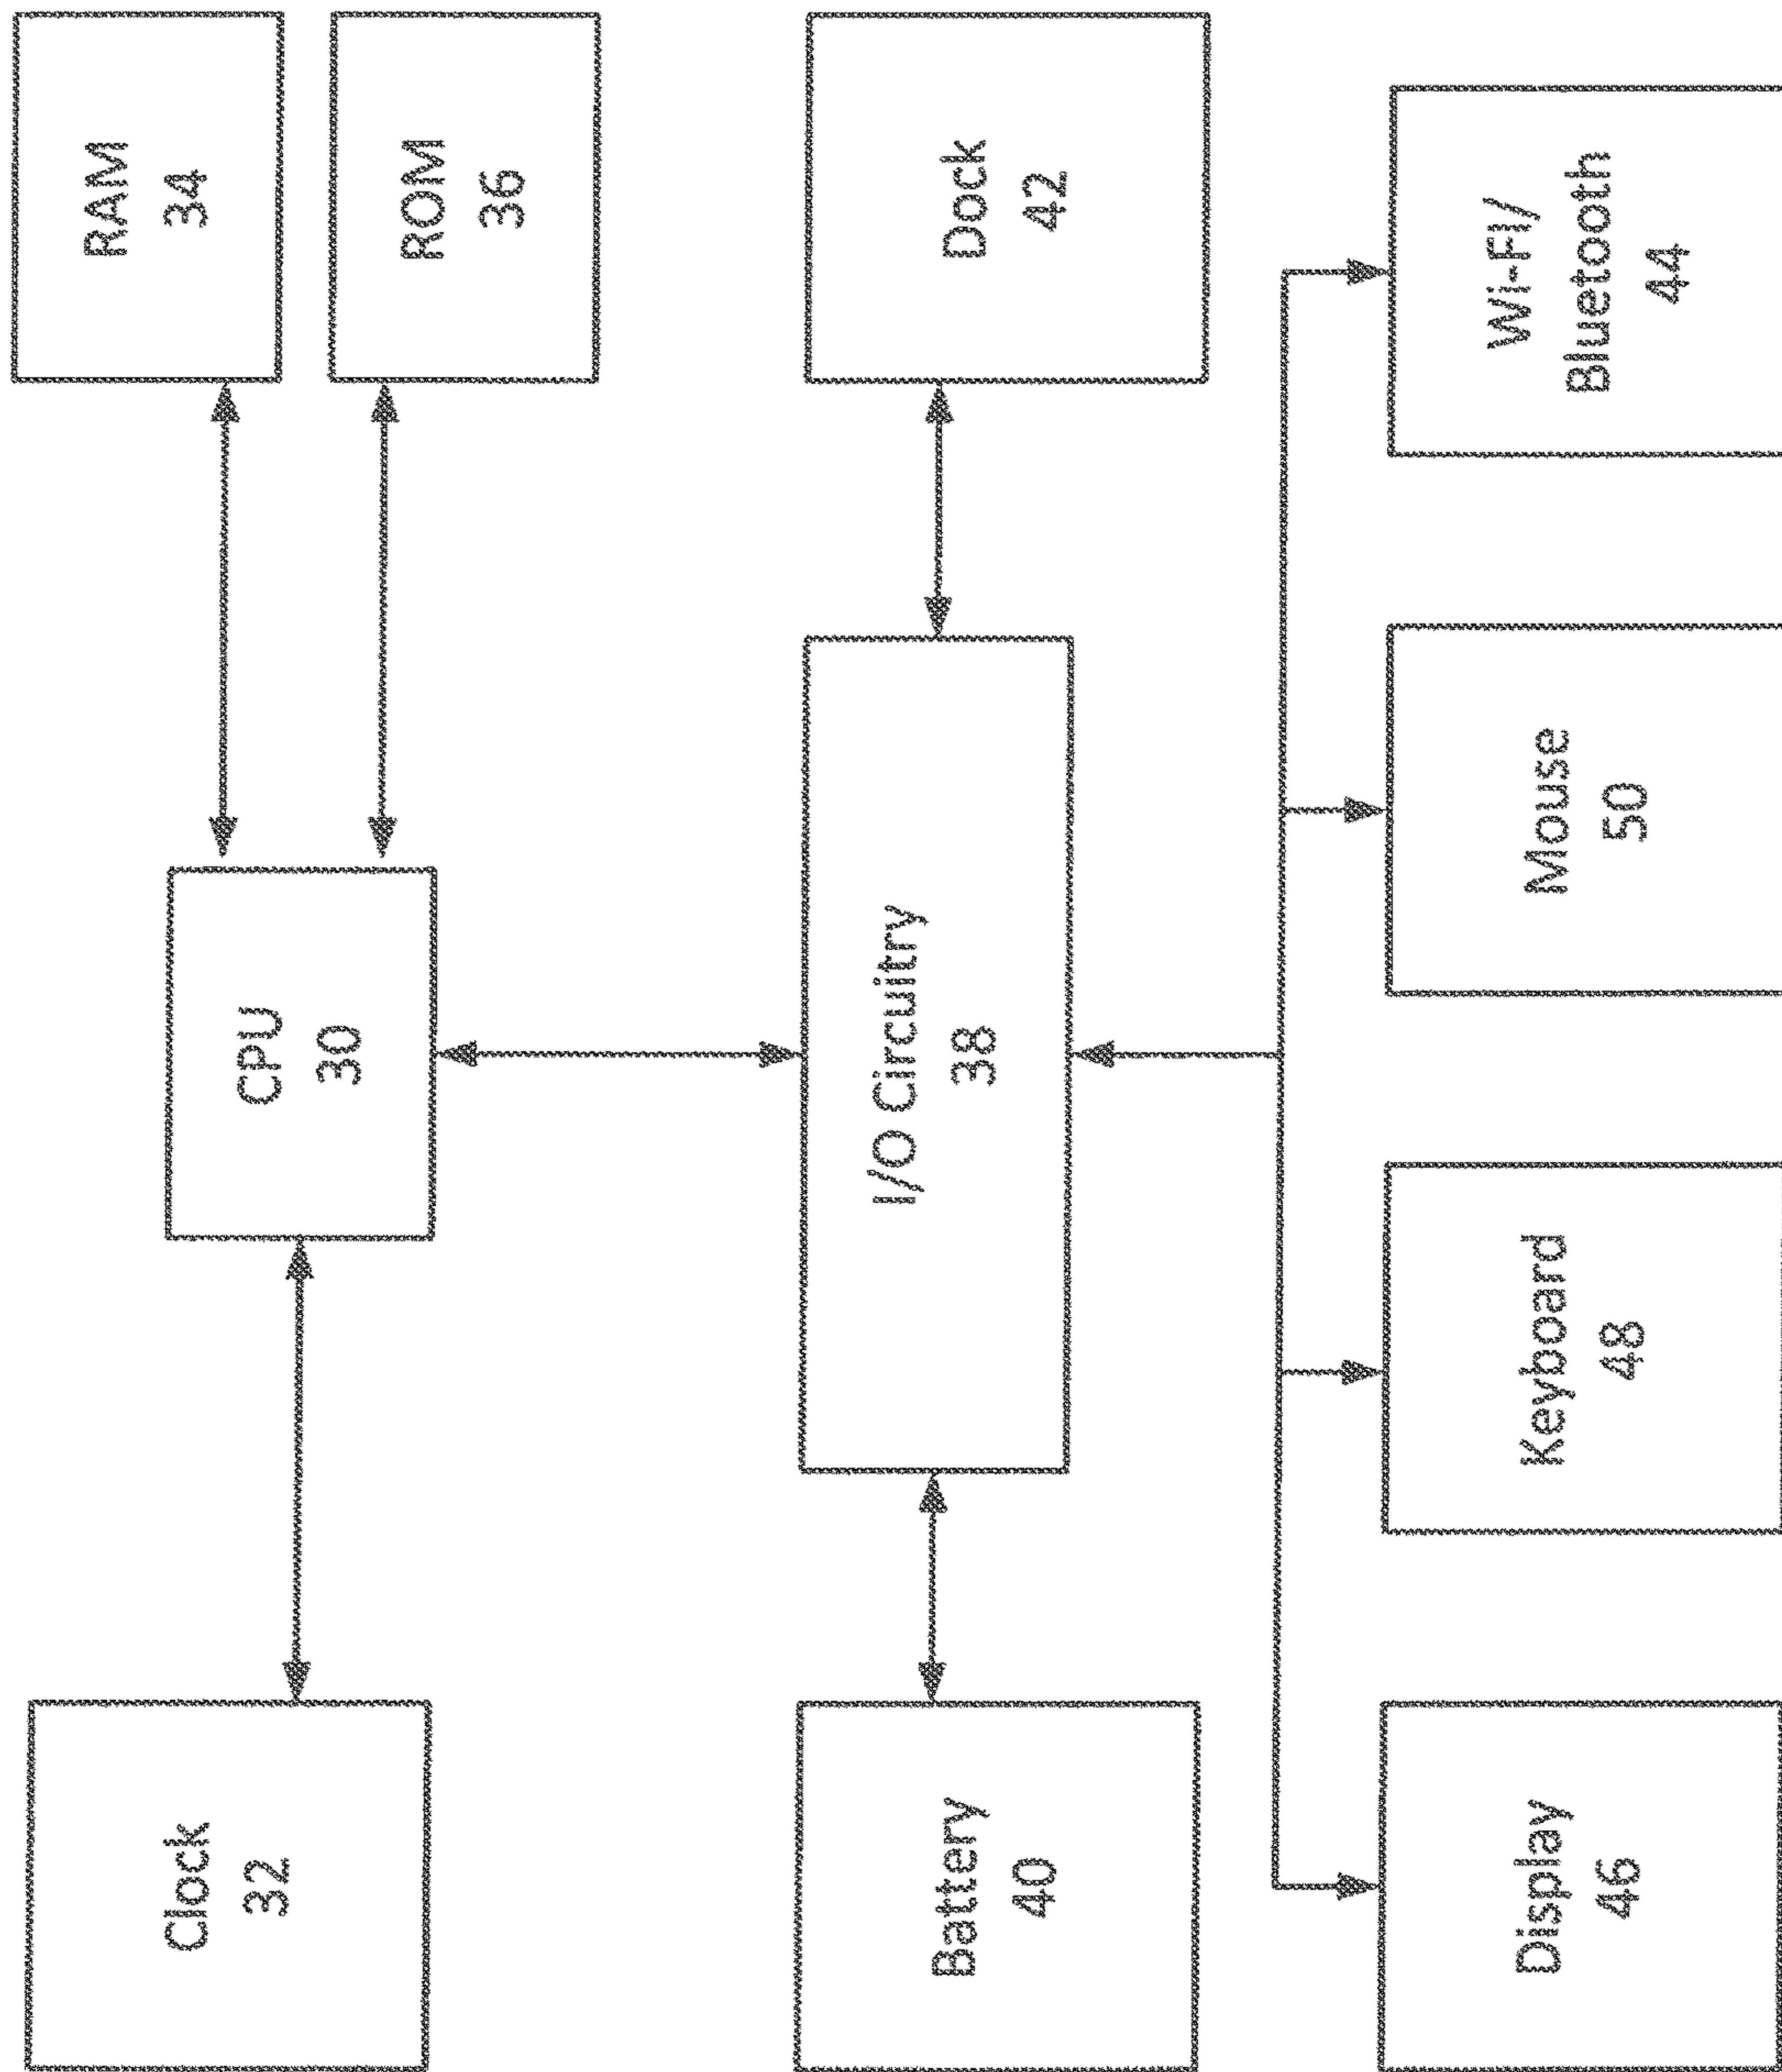 Clock
32
CPU
30
RAM
34
ROM
36
Battery
40
I/O Circuitry
38
Dock
42
Display
46
Keyboard
48
Mouse
50
Wi-Fi/
Bluetooth
44